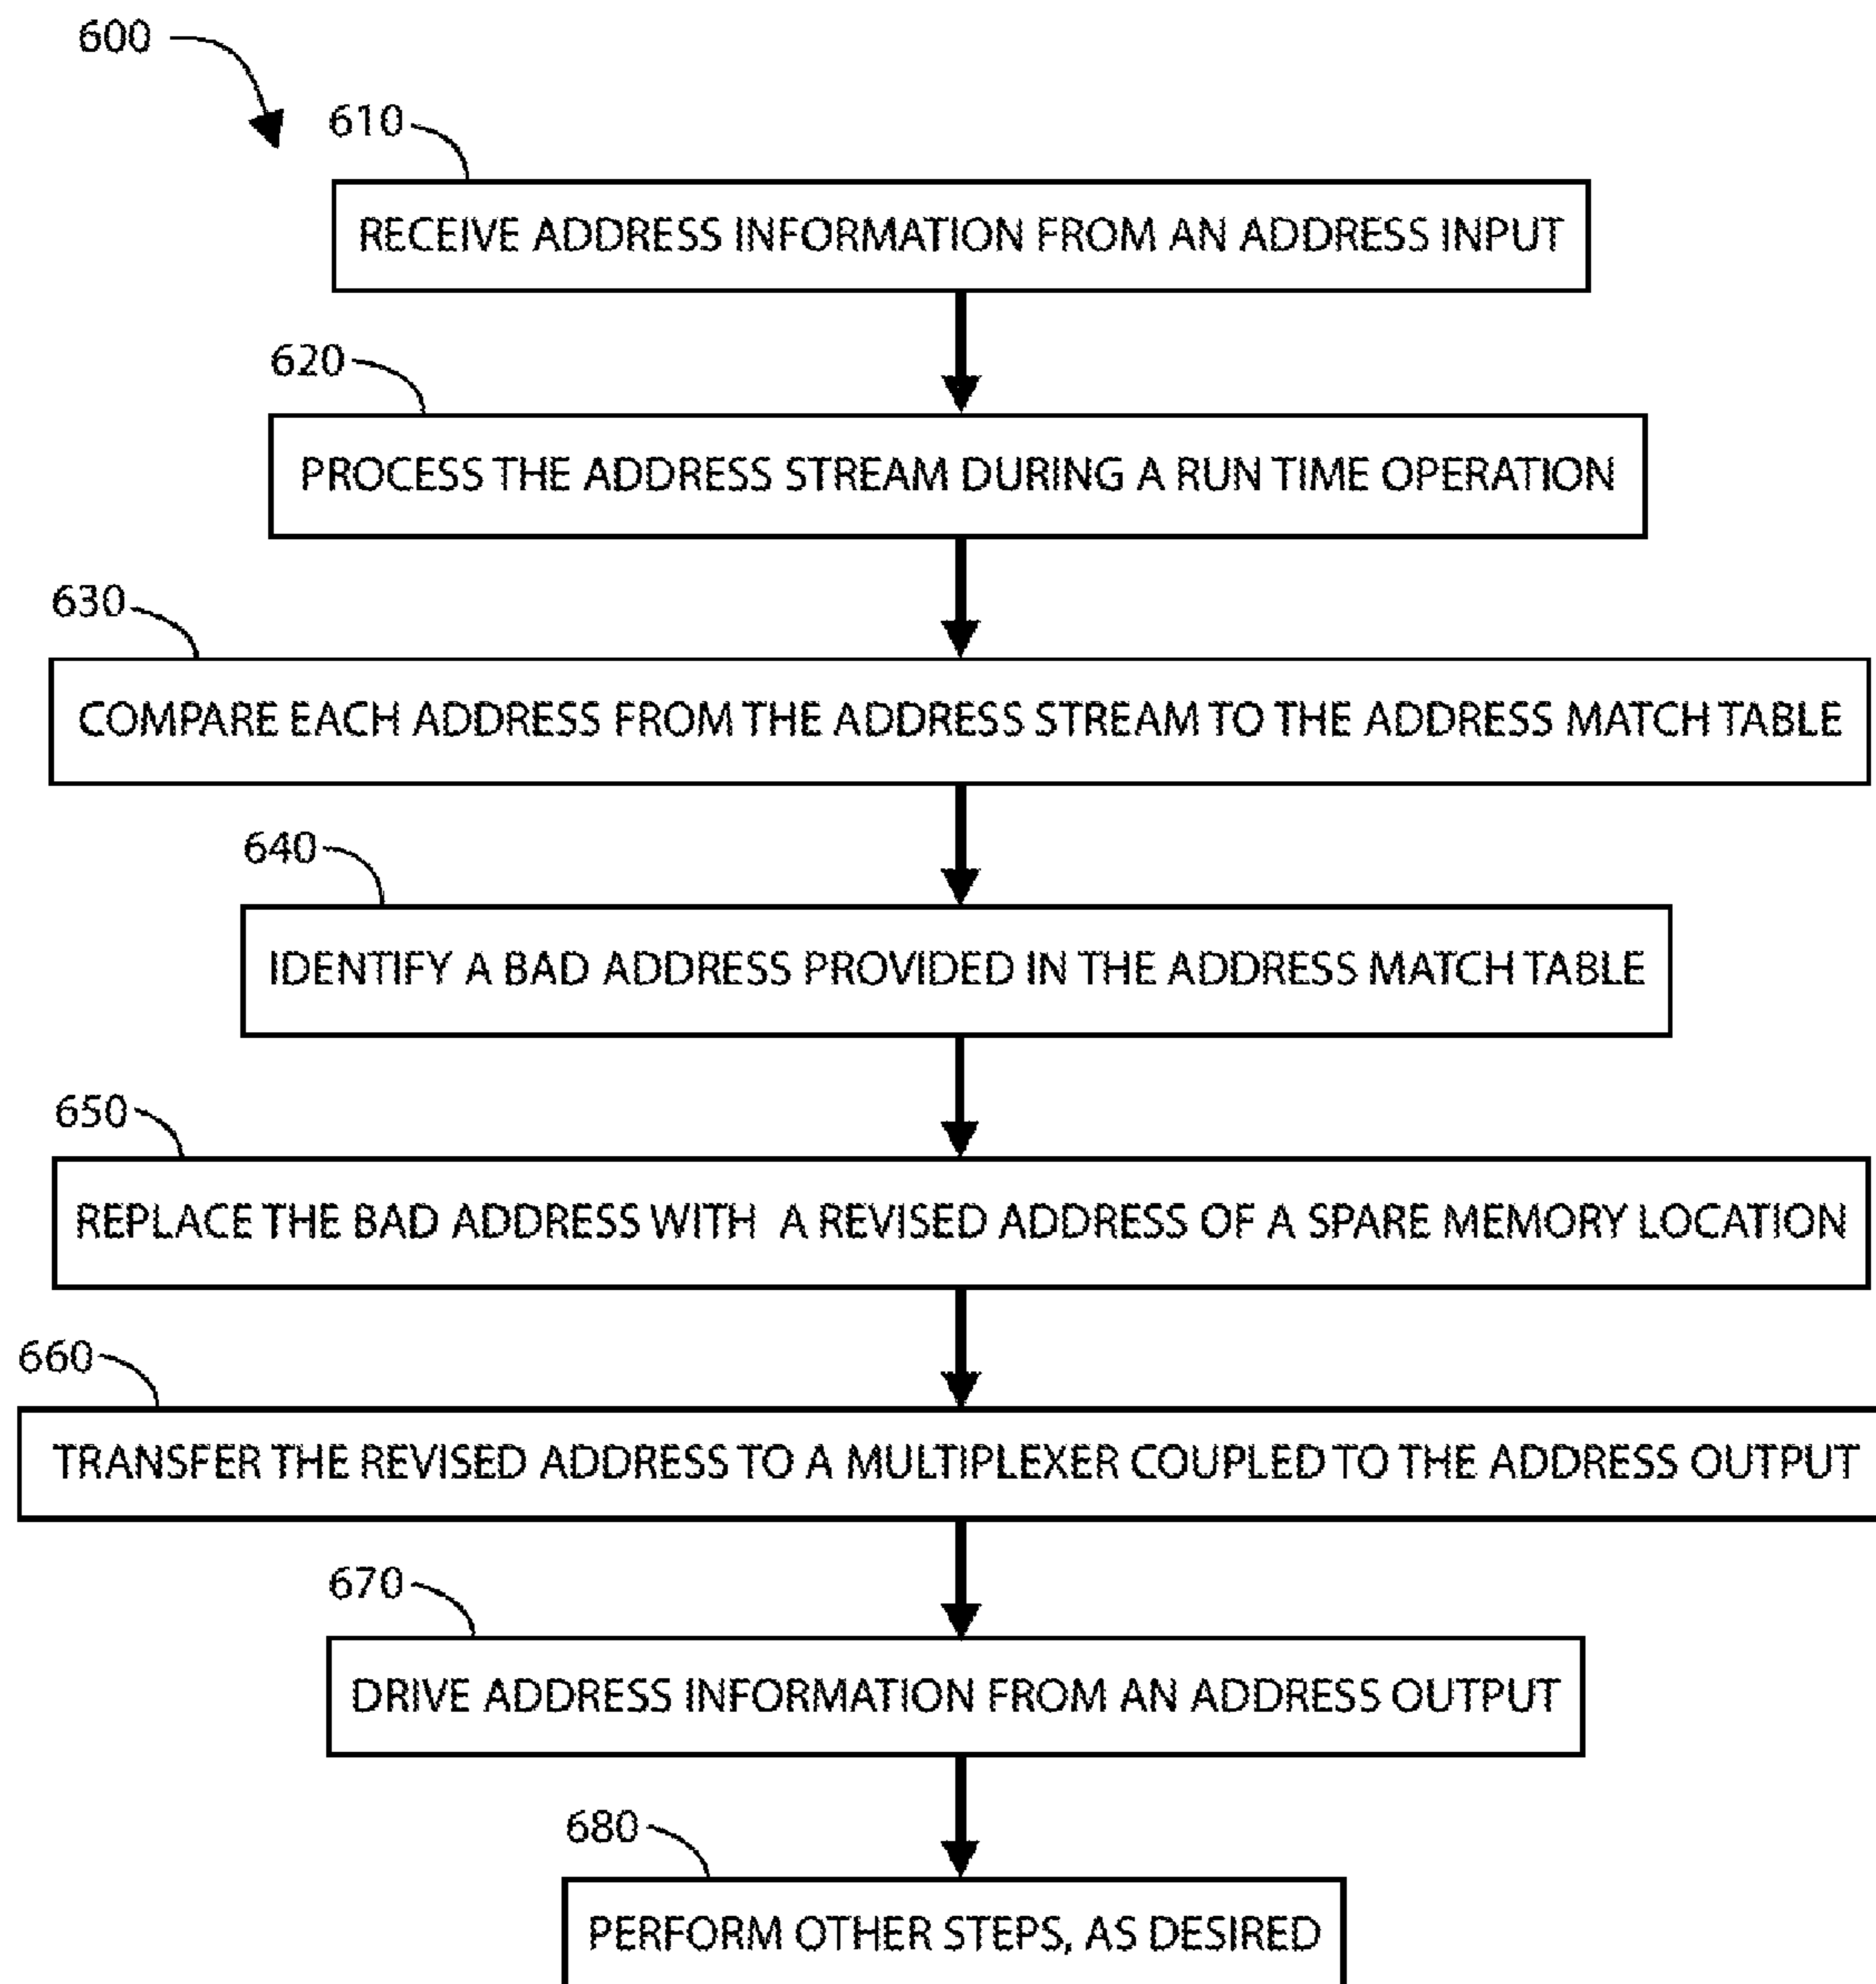 600
610
RECEIVE ADDRESS INFORMATION FROM AN ADDRESS INPUT
620
PROCESS THE ADDRESS STREAM DURING A RUN TIME OPERATION
630
COMPARE EACH ADDRESS FROM THE ADDRESS STREAM TO THE ADDRESS MATCH TABLE
640
IDENTIFY A BAD ADDRESS PROVIDED IN THE ADDRESS MATCH TABLE
650
REPLACE THE BAD ADDRESS WITH A REVISED ADDRESS OF A SPARE MEMORY LOCATION
660
TRANSFER THE REVISED ADDRESS TO A MULTIPLEXER COUPLED TO THE ADDRESS OUTPUT
670
DRIVE ADDRESS INFORMATION FROM AN ADDRESS OUTPUT
680
PERFORM OTHER STEPS, AS DESIRED